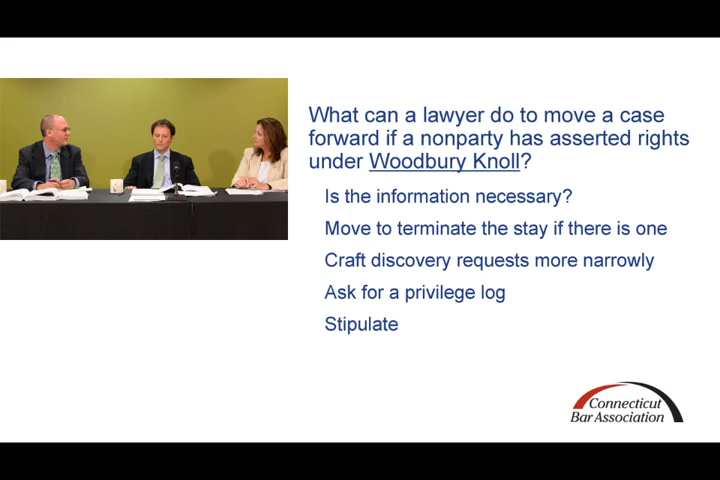 What can a lawyer do to move a case
forward if a nonparty has asserted rights
under Woodbury Knoll?
Is the information necessary?
Move to terminate the stay if there is one
Craft discovery requests more narrowly
Ask for a privilege log
Stipulate
Connecticut
Bar Association